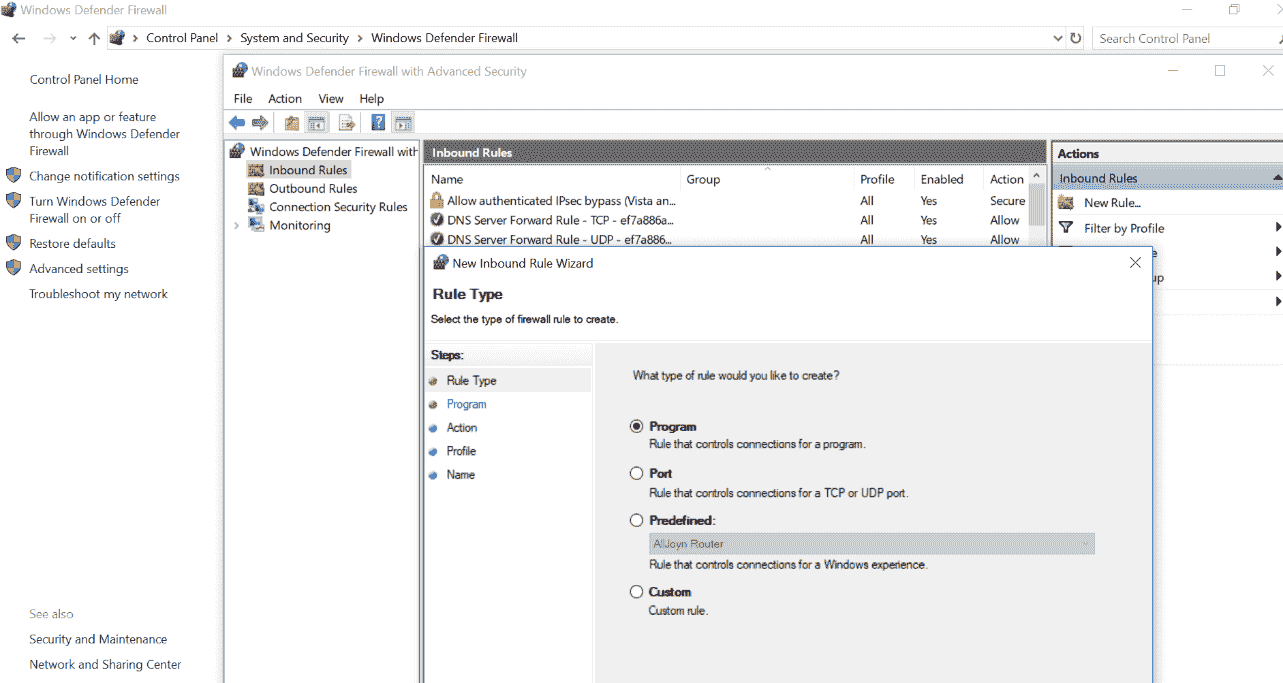 Windows Defender Firewall
Control Panel > System and Security > Windows Defender Firewall
Search Control Panel
Control Panel Home
Allow an app or feature
through Windows Defender
Firewall
Change notification settings
Turn Windows Defender
Firewall on or off
Restore defaults
Advanced settings
Troubleshoot my network
See also
Security and Maintenance
Network and Sharing Center
Windows Defender Firewall with Advanced Security
File Action View Help
Windows Defender Firewall with
Inbound Rules
Outbound Rules
Connection Security Rules
Monitoring
Inbound Rules
Name Group Profile Enabled Action
Allow authenticated IPsec bypass (Vista an... All Yes Secure
DNS Server Forward Rule - TCP - ef7a886a... All Yes Allow
DNS Server Forward Rule - UDP - ef7a886... All Yes Allow
Actions
Inbound Rules
New Rule...
Filter by Profile
e
up
New Inbound Rule Wizard
Rule Type
Select the type of firewall rule to create.
Steps:
Rule Type
Program
Action
Profile
Name
What type of rule would you like to create?
Program
Rule that controls connections for a program.
Port
Rule that controls connections for a TCP or UDP port.
Predefined:
AllJoyn Router
Rule that controls connections for a Windows experience.
Custom
Custom rule.